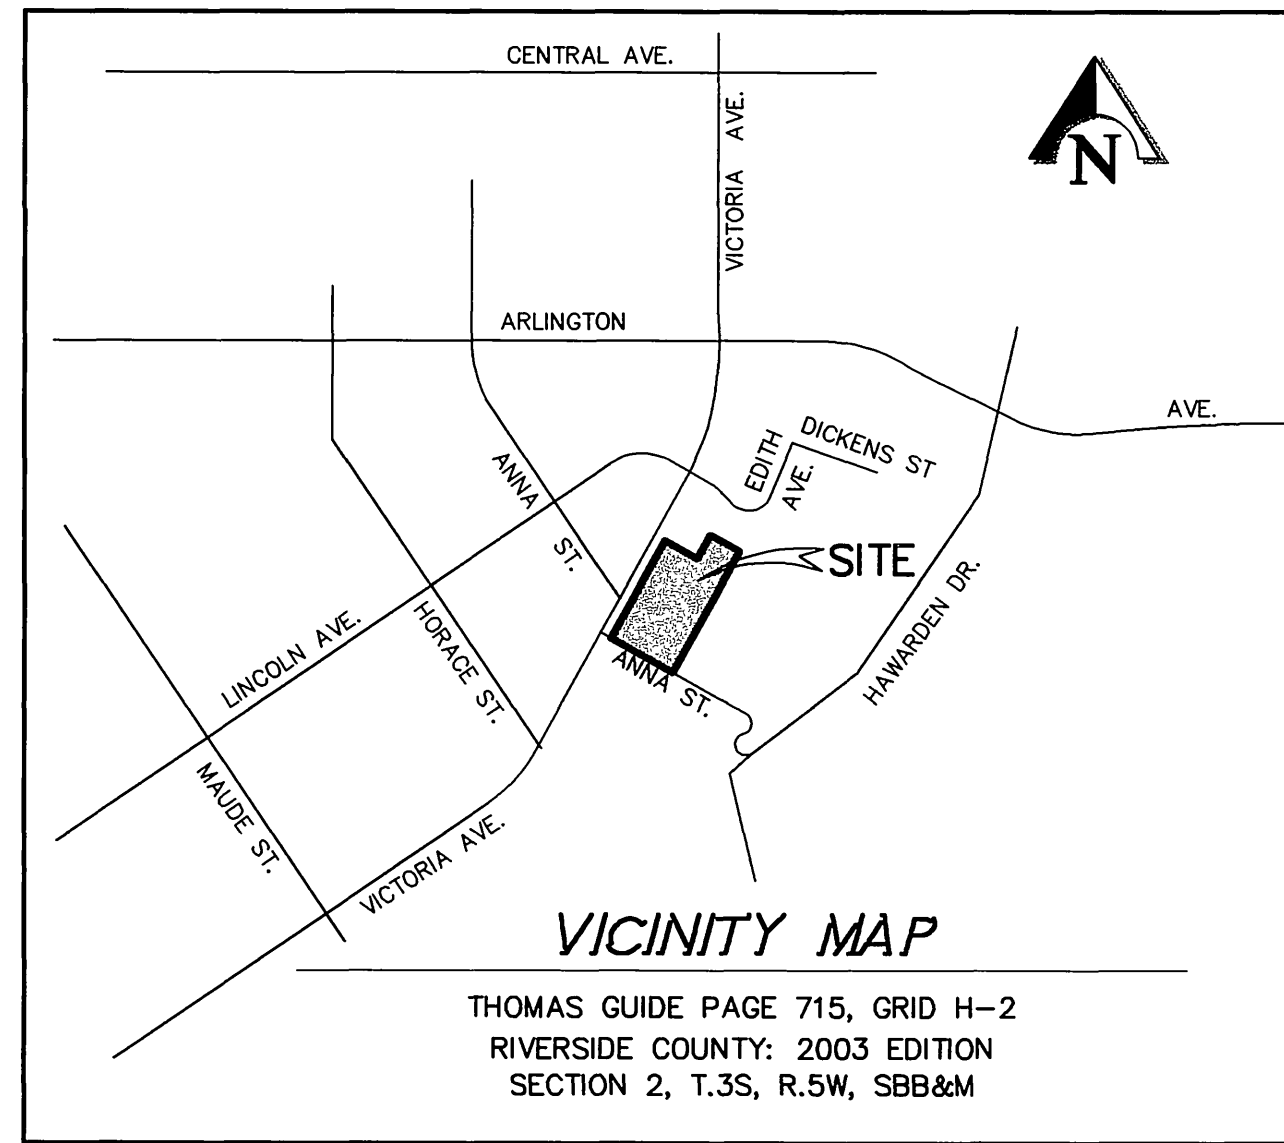 CENTRAL AVE.
VICTORIA AVE.
N
ARLINGTON
AVE.
EDITH
AVE.
DICKENS ST
ANNA
ST.
SITE
HAWARDEN DR.
LINCOLN AVE.
HORACE ST.
ANNA ST.
MAUDE ST.
VICTORIA AVE.
VICINITY MAP
THOMAS GUIDE PAGE 715, GRID H-2
RIVERSIDE COUNTY: 2003 EDITION
SECTION 2, T.3S, R.5W, SBB&M